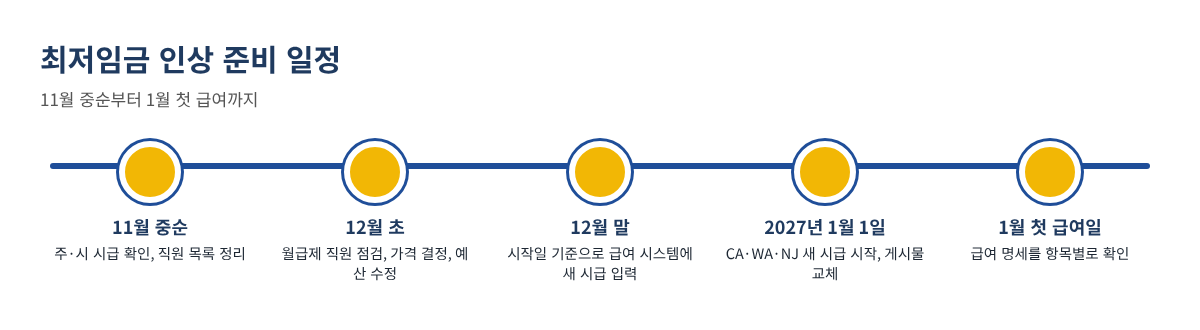 최저임금 인상 준비 일정
11월 중순부터 1월 첫 급여까지
11월 중순
주·시 시급 확인, 직원 목록 정리
12월 초
월급제 직원 점검, 가격 결정, 예
산 수정
12월 말
시작일 기준으로 급여 시스템에
새 시급 입력
2027년 1월 1일
CA·WA·NJ 새 시급 시작, 게시물
교체
1월 첫 급여일
급여 명세를 항목별로 확인